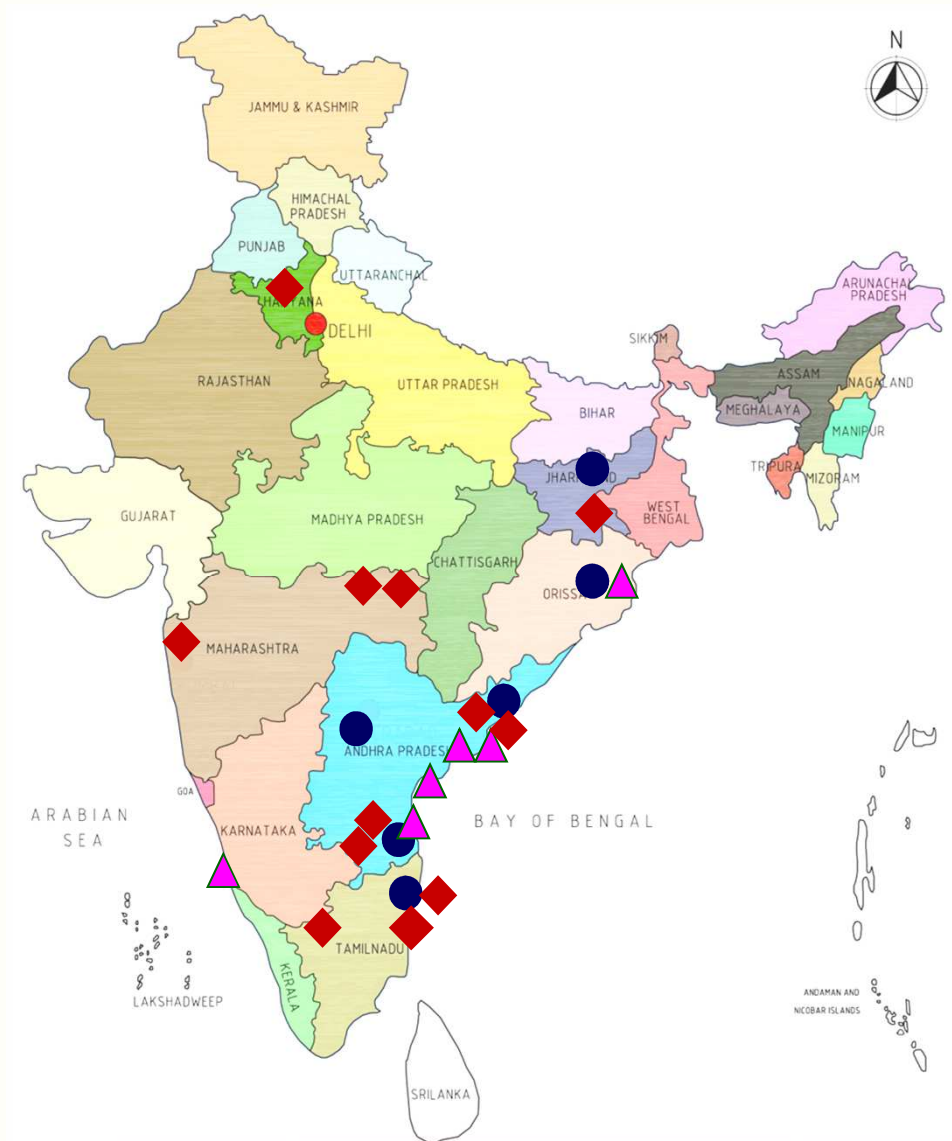 N
JAMMU & KASHMIR
HIMACHAL
PRADESH
PUNJAB
UTTARANCHAL
ARUNACHAL
PRADESH
DELHI
SIKKIM
RAJASTHAN
UTTAR PRADESH
ASSAM
NAGALAND
BIHAR
MEGHALAYA
MANIPUR
TRIPURA
MIZORAM
GUJARAT
MADHYA PRADESH
WEST
BENGAL
CHATTISGARH
ORISSA
MAHARASHTRA
ANDHRA PRADESH
GOA
ARABIAN
SEA
KARNATAKA
BAY OF BENGAL
TAMILNADU
KERALA
LAKSHADWEEP
ANDAMAN AND
NICOBAR ISLANDS
SRILANKA